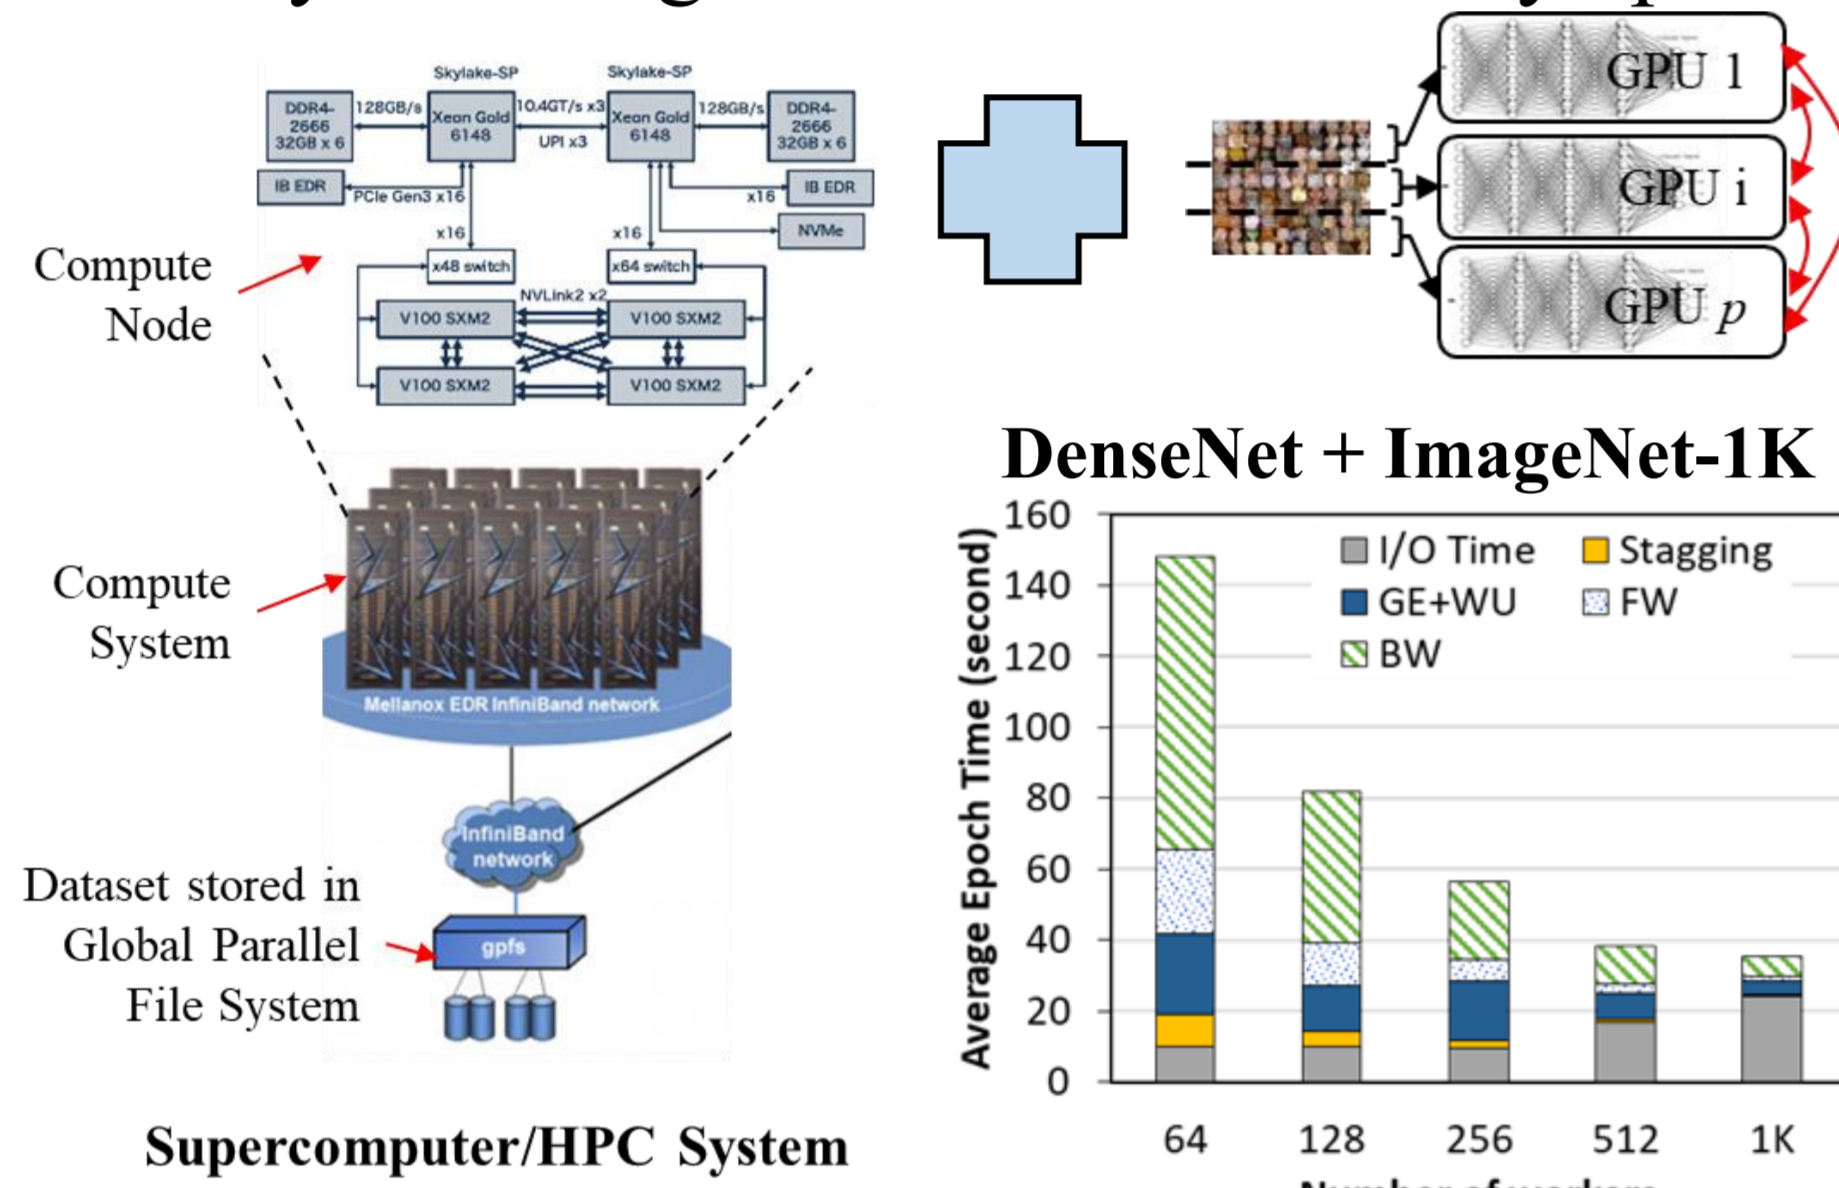 Skylake-SP
Skylake-SP
DDR4-
2666
32GB x 6
128GB/s
Xeon Gold
6148
10.4GT/s x3
UPI x3
Xeon Gold
6148
128GB/s
DDR4-
2666
32GB x 6
IB EDR
PCIe Gen3 x16
x16
IB EDR
NVMe
x16
x16
x48 switch
x64 switch
NVLink2 x2
V100 SXM2
V100 SXM2
V100 SXM2
V100 SXM2
Compute
Node
Compute
System
Mellanox EDR InfiniBand network
InfiniBand
network
Dataset stored in
Global Parallel
File System
gpfs
Supercomputer/HPC System
GPU 1
GPU i
GPU p
DenseNet + ImageNet-1K
Average Epoch Time (second)
160
140
120
100
80
60
40
20
0
I/O Time
Stagging
GE+WU
FW
BW
64
128
256
512
1K
Number of workers